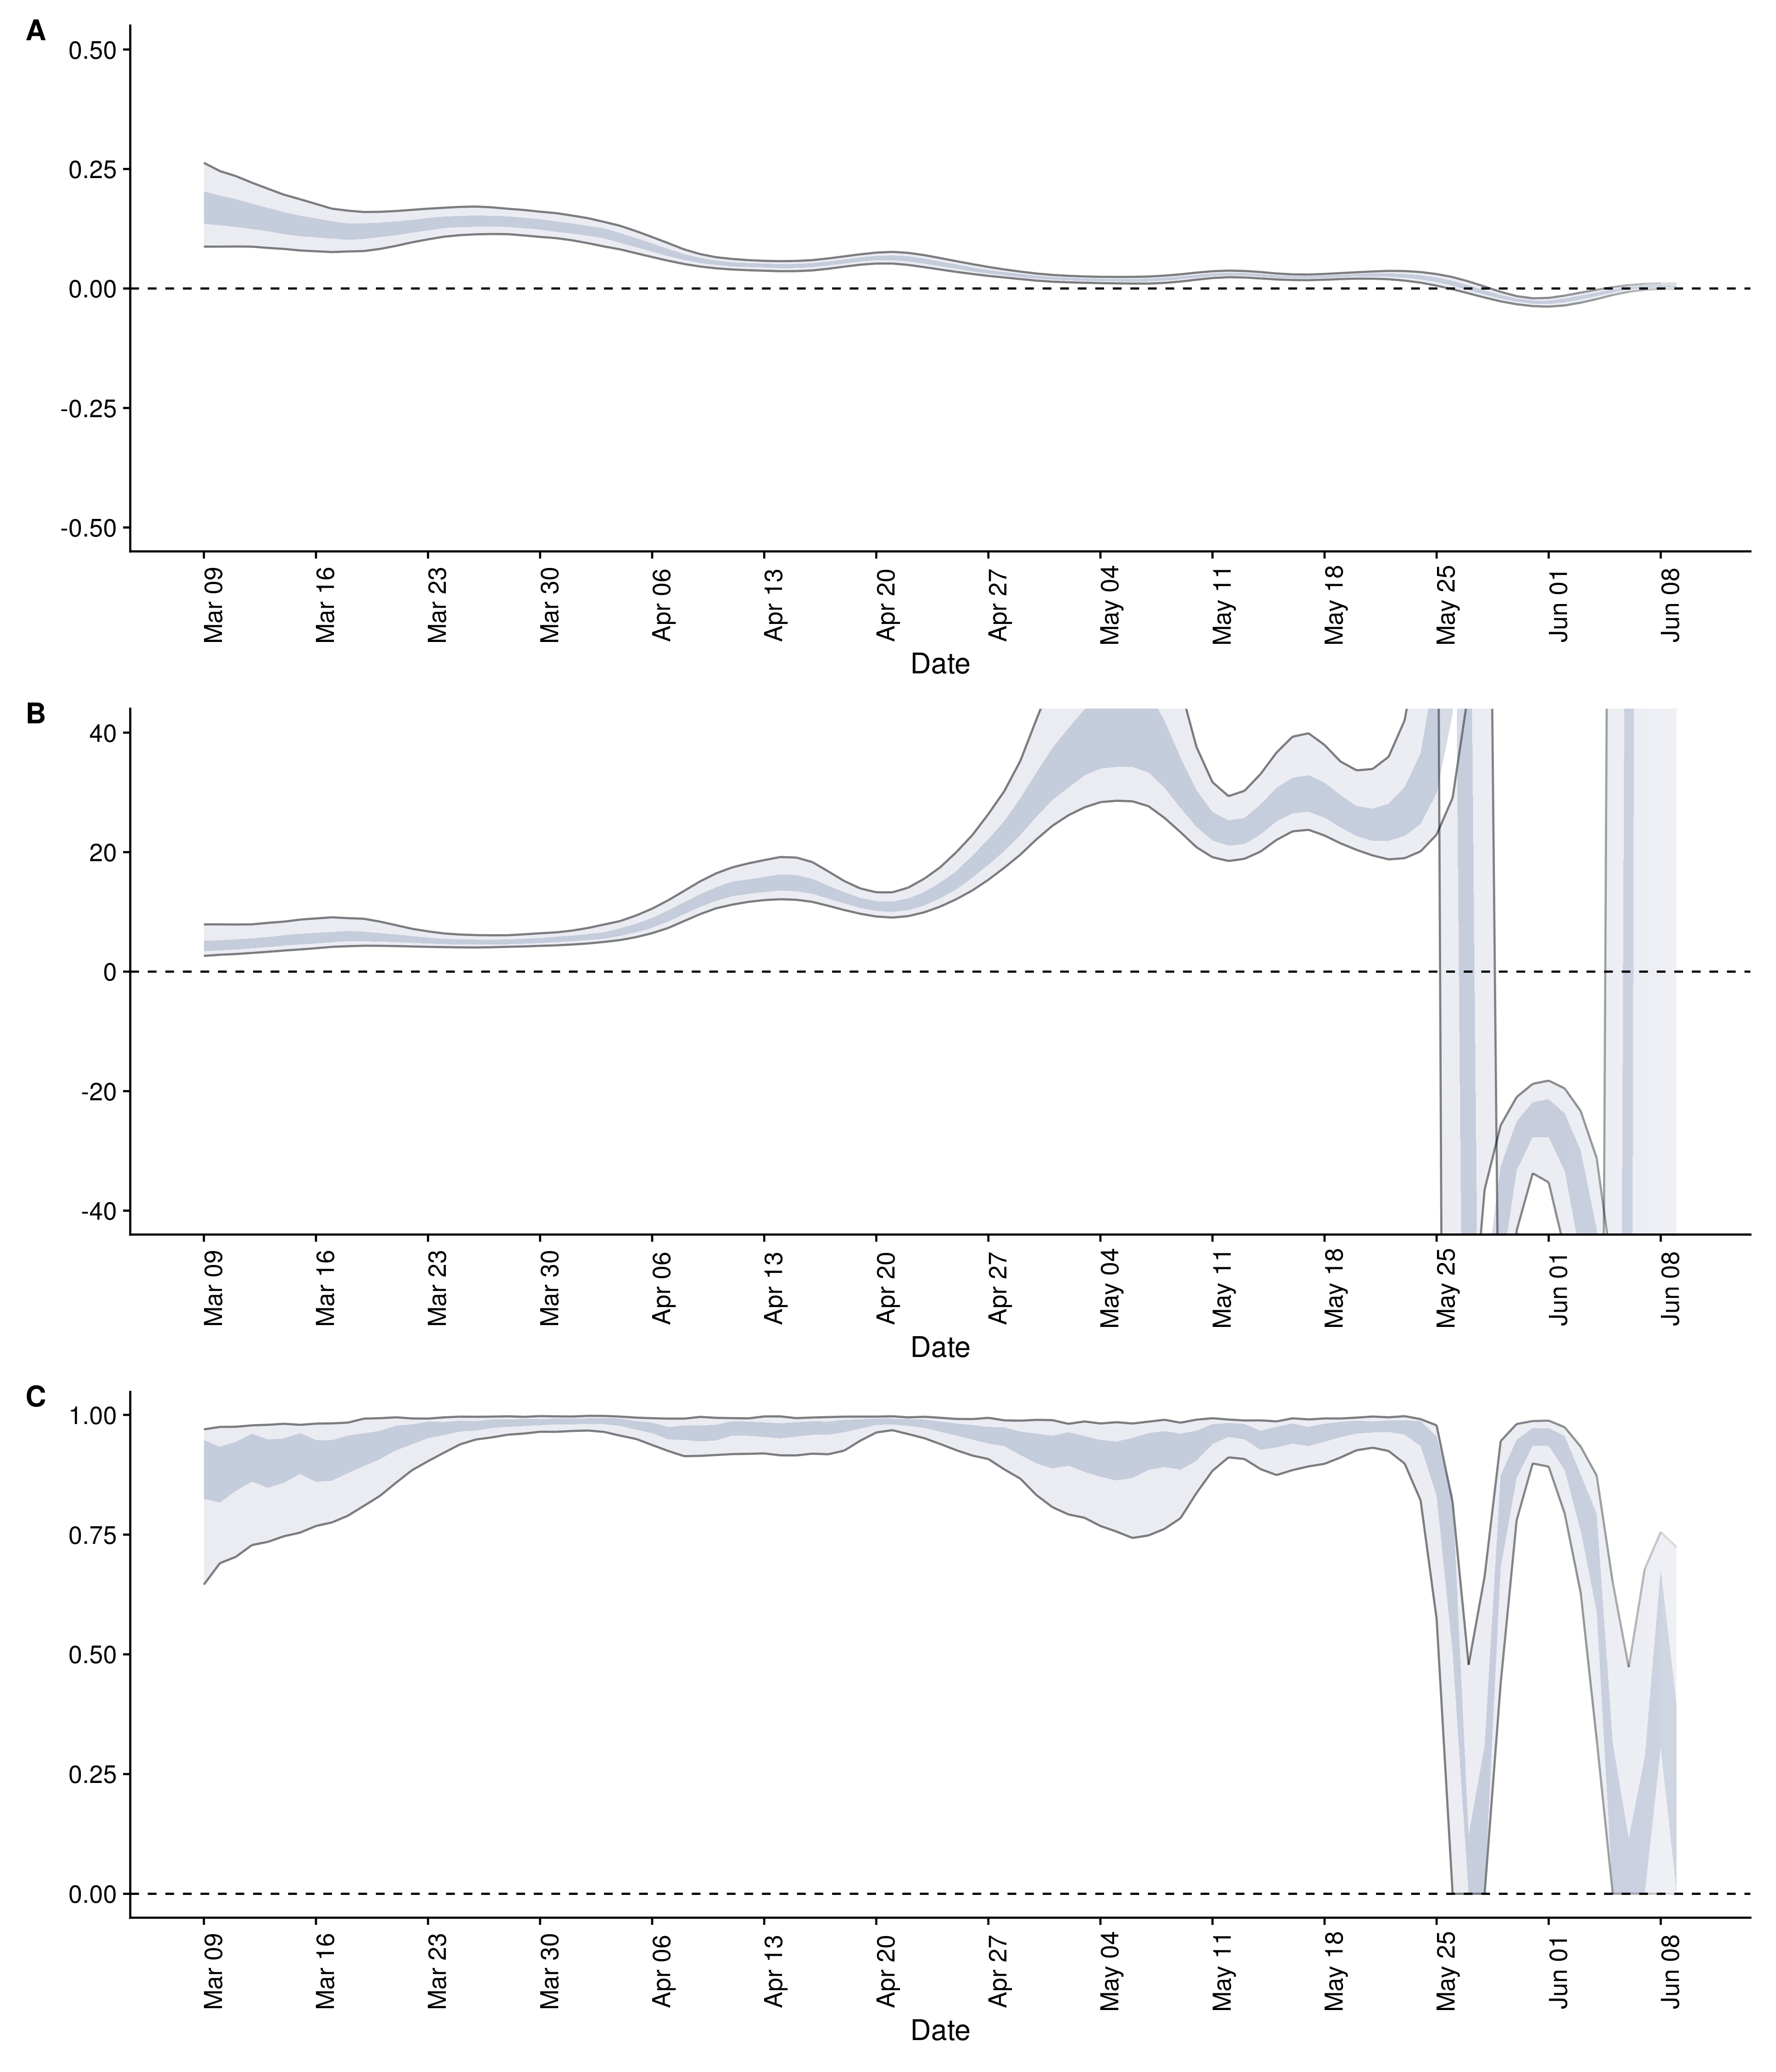 A
0.50
0.25
0.00
-0.25
-0.50
Mar 09
Mar 16
Mar 23
Mar 30
Apr 06
Apr 13
Apr 20
Apr 27
May 04
May 11
May 18
May 25
Jun 01
Jun 08
Date
B
40
20
0
-20
-40
Mar 09
Mar 16
Mar 23
Mar 30
Apr 06
Apr 13
Apr 20
Apr 27
May 04
May 11
May 18
May 25
Jun 01
Jun 08
Date
C
1.00
0.75
0.50
0.25
0.00
Mar 09
Mar 16
Mar 23
Mar 30
Apr 06
Apr 13
Apr 20
Apr 27
May 04
May 11
May 18
May 25
Jun 01
Jun 08
Date